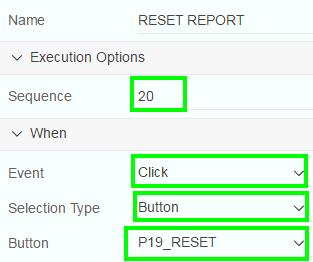 Name RESET REPORT
Execution Options
Sequence 20
When
Event Click
Selection Type Button
Button P19_RESET